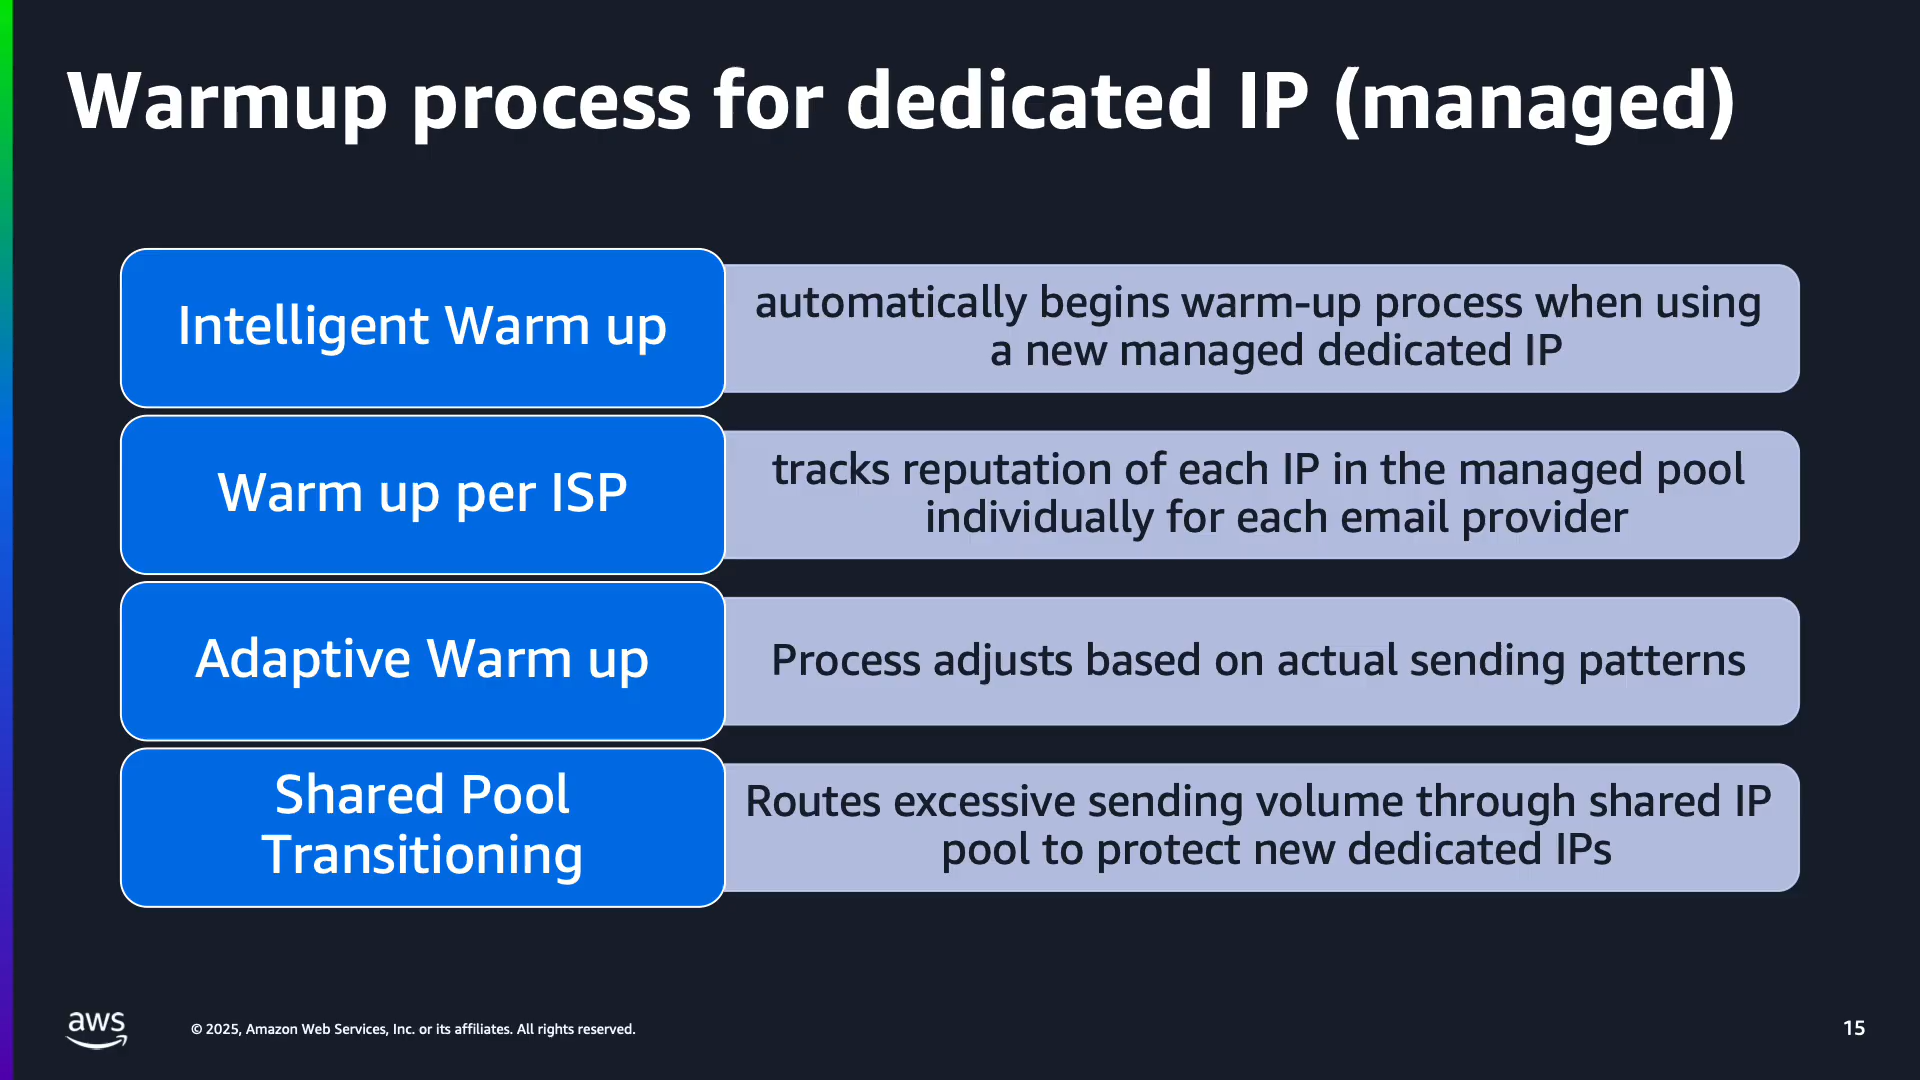 Warmup process for dedicated IP (managed)
Intelligent Warm up
automatically begins warm-up process when using
a new managed dedicated IP
Warm up per ISP
tracks reputation of each IP in the managed pool
individually for each email provider
Adaptive Warm up
Process adjusts based on actual sending patterns
Shared Pool
Transitioning
Routes excessive sending volume through shared IP
pool to protect new dedicated IPs
aws
© 2025, Amazon Web Services, Inc. or its affiliates. All rights reserved.
15